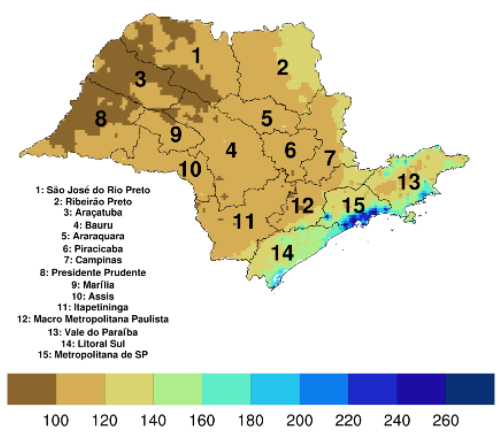 1
2
3
8
5
9
4
6
7
10
13
12
15
11
14
1: São José do Rio Preto
2: Ribeirão Preto
3: Araçatuba
4: Bauru
5: Araraquara
6: Piracicaba
7: Campinas
8: Presidente Prudente
9: Marília
10: Assis
11: Itapetininga
12: Macro Metropolitana Paulista
13: Vale do Paraíba
14: Litoral Sul
15: Metropolitana de SP
100 120 140 160 180 200 220 240 260